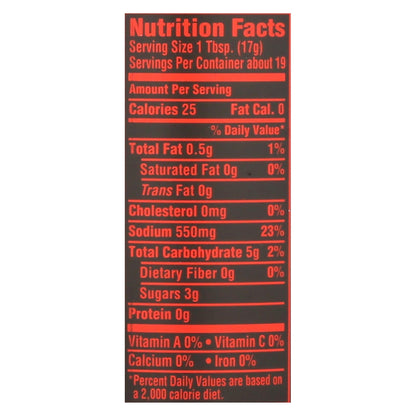 Nutrition Facts
Serving Size 1 Tbsp. (17g)
Servings Per Container about 19
Amount Per Serving
Calories 25 Fat Cal. 0
% Daily Value*
Total Fat 0.5g 1%
Saturated Fat 0g 0%
Trans Fat 0g
Cholesterol 0mg 0%
Sodium 550mg 23%
Total Carbohydrate 5g 2%
Dietary Fiber 0g 0%
Sugars 3g
Protein 0g
Vitamin A 0% • Vitamin C 0%
Calcium 0% • Iron 0%
*Percent Daily Values are based on
a 2,000 calorie diet.